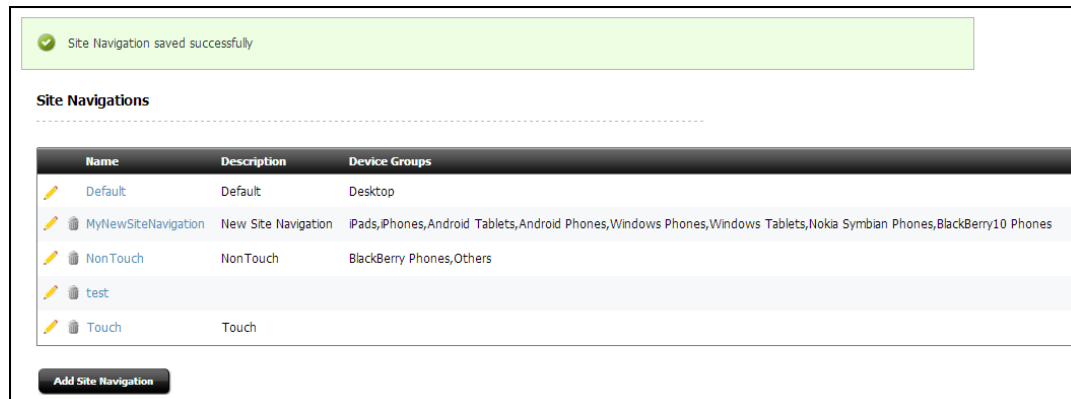 Site Navigation saved successfully
Site Navigations
Name Description Device Groups
Default Default Desktop
MyNewSiteNavigation New Site Navigation iPads,iPhones,Android Tablets,Android Phones,Windows Phones,Windows Tablets,Nokia Symbian Phones,BlackBerry10 Phones
NonTouch NonTouch BlackBerry Phones,Others
test
Touch Touch
Add Site Navigation